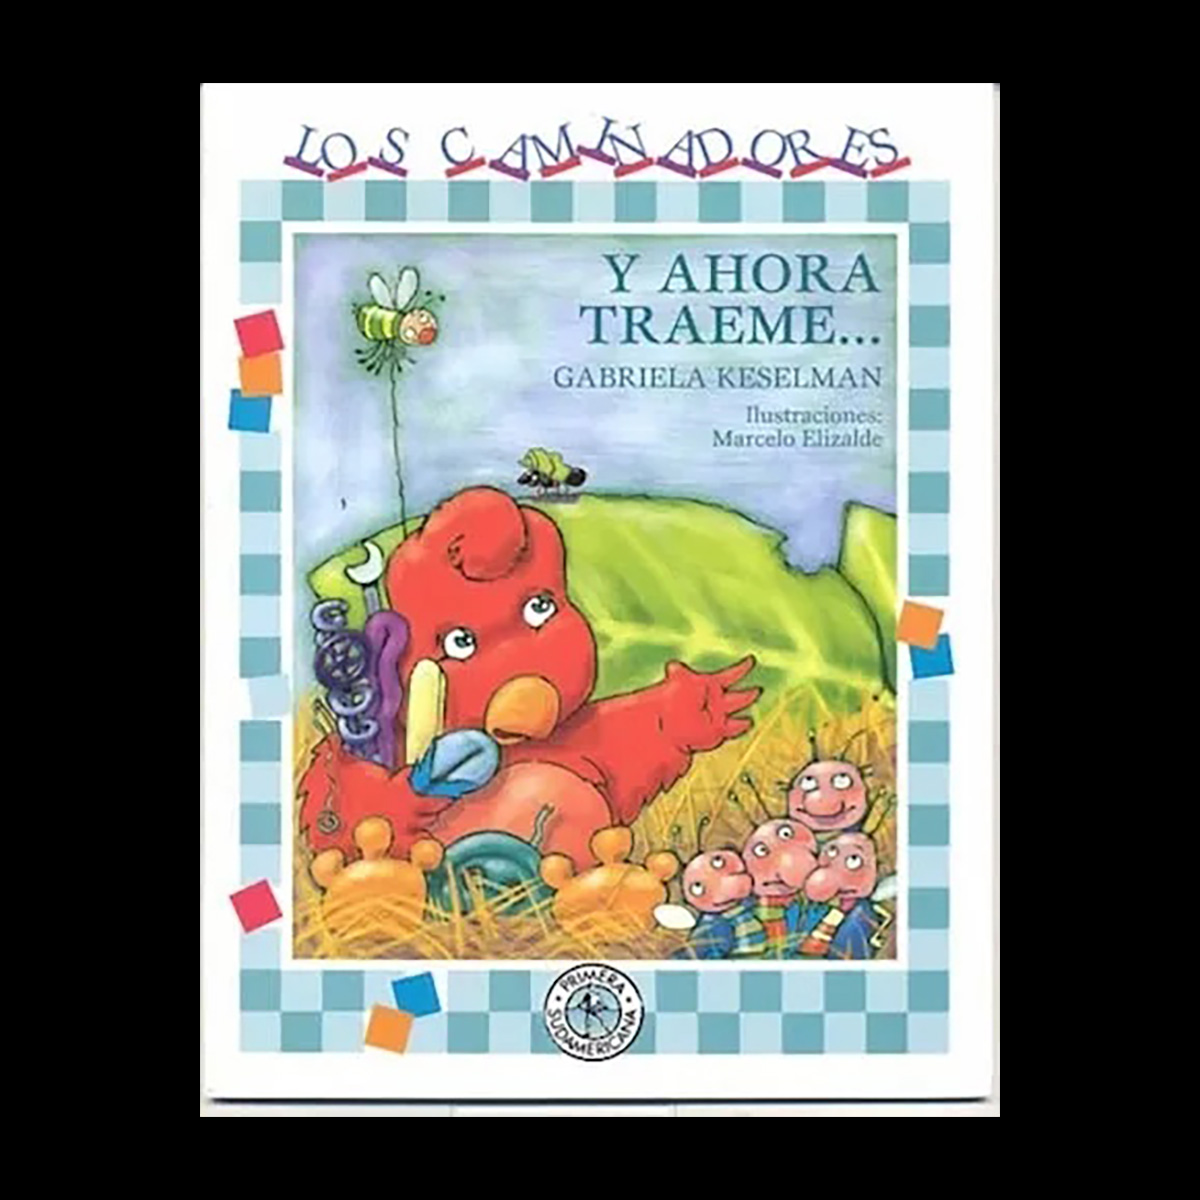 LOS CAMINADORES
Y AHORA
TRAEME...
GABRIELA KESELMAN
Ilustraciones:
Marcelo Elizalde
PRIMERA
SUDAMERICANA